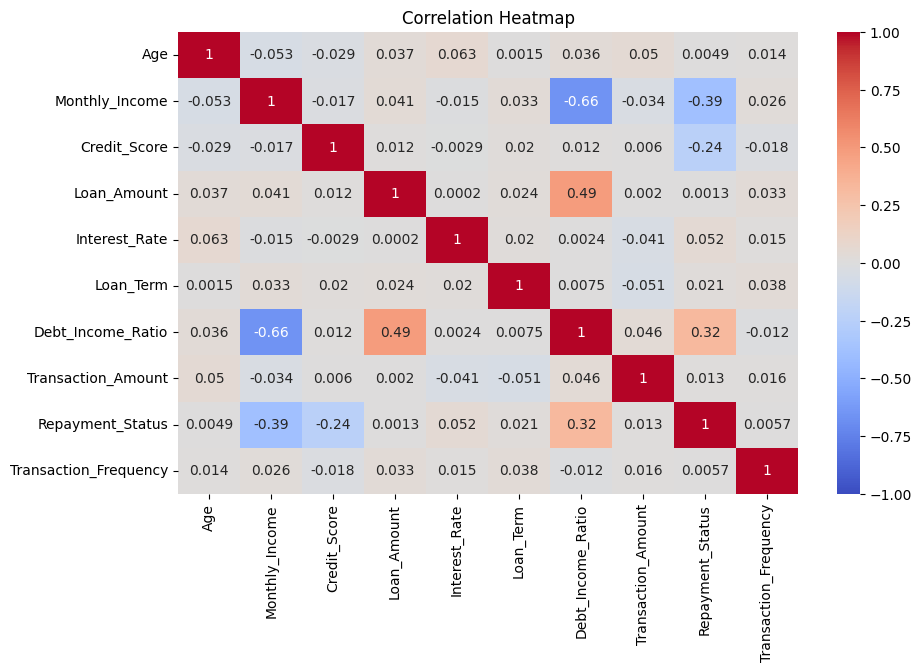 Correlation Heatmap
Age 1 -0.053 -0.029 0.037 0.063 0.0015 0.036 0.05 0.0049 0.014
Monthly_Income -0.053 1 -0.017 0.041 -0.015 0.033 -0.66 -0.034 -0.39 0.026
Credit_Score -0.029 -0.017 1 0.012 -0.0029 0.02 0.012 0.006 -0.24 -0.018
Loan_Amount 0.037 0.041 0.012 1 0.0002 0.024 0.49 0.002 0.0013 0.033
Interest_Rate 0.063 -0.015 -0.0029 0.0002 1 0.02 0.0024 -0.041 0.052 0.015
Loan_Term 0.0015 0.033 0.02 0.024 0.02 1 0.0075 -0.051 0.021 0.038
Debt_Income_Ratio 0.036 -0.66 0.012 0.49 0.0024 0.0075 1 0.046 0.32 -0.012
Transaction_Amount 0.05 -0.034 0.006 0.002 -0.041 -0.051 0.046 1 0.013 0.016
Repayment_Status 0.0049 -0.39 -0.24 0.0013 0.052 0.021 0.32 0.013 1 0.0057
Transaction_Frequency 0.014 0.026 -0.018 0.033 0.015 0.038 -0.012 0.016 0.0057 1
Age
Monthly_Income
Credit_Score
Loan_Amount
Interest_Rate
Loan_Term
Debt_Income_Ratio
Transaction_Amount
Repayment_Status
Transaction_Frequency
1.00
0.75
0.50
0.25
0.00
-0.25
-0.50
-0.75
-1.00